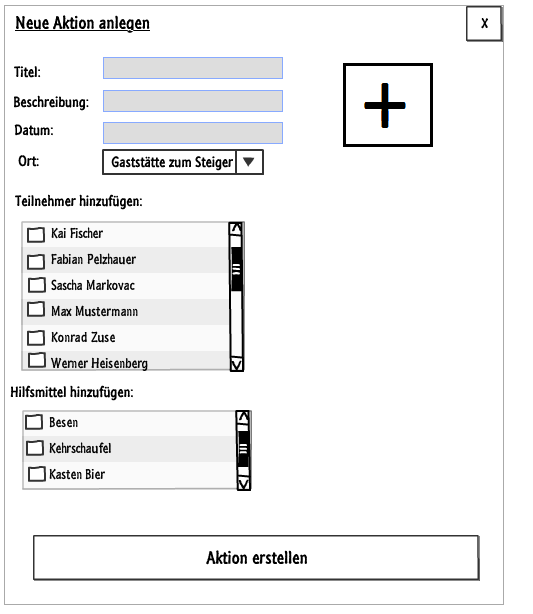 Neue Aktion anlegen
X
Titel:
Beschreibung:
Datum:
Ort:
Gaststätte zum Steiger
Teilnehmer hinzufügen:
Kai Fischer
Fabian Pelzhauer
Sascha Markovac
Max Mustermann
Konrad Zuse
Werner Heisenberg
Hilfsmittel hinzufügen:
Besen
Kehrschaufel
Kasten Bier
Aktion erstellen